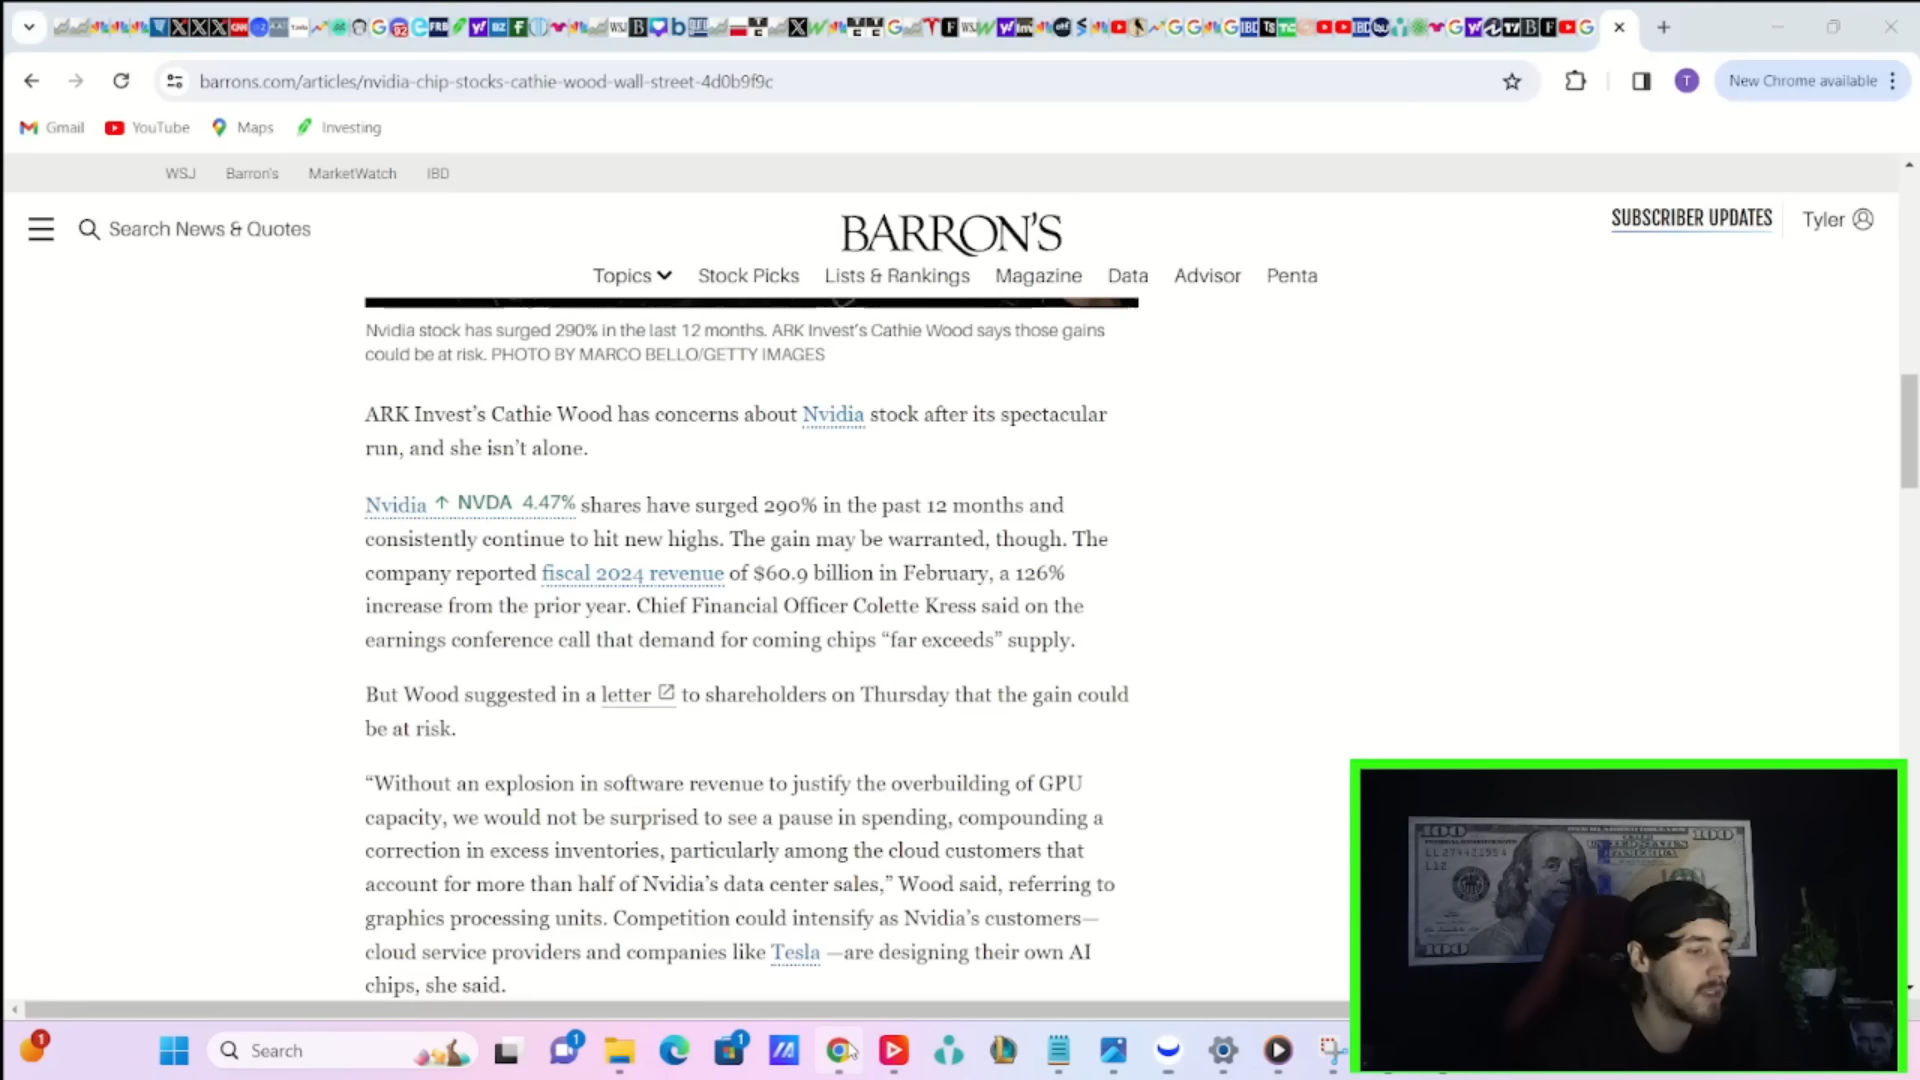 barrons.com/articles/nvidia-chip-stocks-cathie-wood-wall-street-4d0b9f9c
T
New Chrome available
Gmail YouTube Maps Investing
WSJ Barron's MarketWatch IBD
Search News & Quotes
BARRON'S
SUBSCRIBER UPDATES Tyler
Topics Stock Picks Lists & Rankings Magazine Data Advisor Penta
Nvidia stock has surged 290% in the last 12 months. ARK Invest's Cathie Wood says those gains
could be at risk. PHOTO BY MARCO BELLO/GETTY IMAGES
ARK Invest's Cathie Wood has concerns about Nvidia stock after its spectacular
run, and she isn't alone.
Nvidia ↑ NVDA 4.47% shares have surged 290% in the past 12 months and
consistently continue to hit new highs. The gain may be warranted, though. The
company reported fiscal 2024 revenue of $60.9 billion in February, a 126%
increase from the prior year. Chief Financial Officer Colette Kress said on the
earnings conference call that demand for coming chips “far exceeds” supply.
But Wood suggested in a letter to shareholders on Thursday that the gain could
be at risk.
“Without an explosion in software revenue to justify the overbuilding of GPU
capacity, we would not be surprised to see a pause in spending, compounding a
correction in excess inventories, particularly among the cloud customers that
account for more than half of Nvidia's data center sales,” Wood said, referring to
graphics processing units. Competition could intensify as Nvidia's customers—
cloud service providers and companies like Tesla —are designing their own AI
chips, she said.
100 100
100
1
Search
1
1